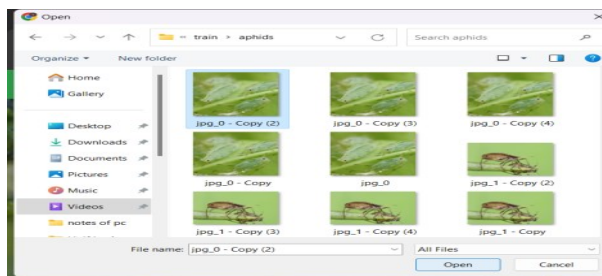 Open
train > aphids
Search aphids
Organize
New folder
Home
Gallery
Desktop
Downloads
Documents
Pictures
Music
Videos
notes of pc
jpg_0 - Copy (2)
jpg_0 - Copy (3)
jpg_0 - Copy (4)
jpg_0 - Copy
jpg_0
jpg_1 - Copy (2)
jpg_1 - Copy (3)
jpg_1 - Copy (4)
jpg_1 - Copy
File name: jpg_0 - Copy (2)
All Files
Open
Cancel